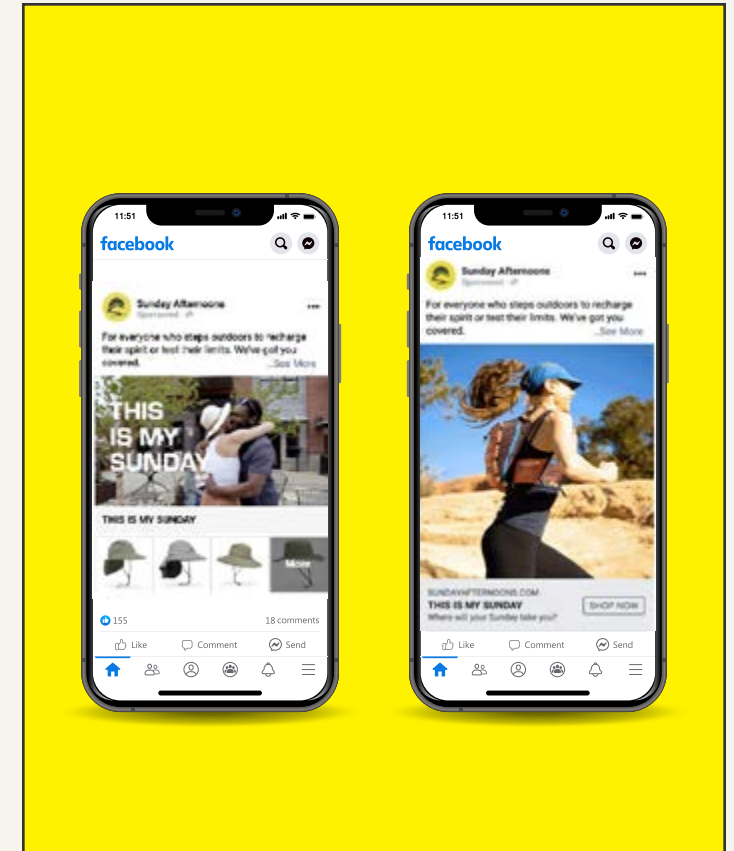 11:51
facebook
Sunday Afternoons
Sponsored
For everyone who steps outdoors to recharge
their spirit or test their limits. We've got you
covered.
...See More
THIS
IS MY
SUNDAY
THIS IS MY SUNDAY
More
155
18 comments
Like
Comment
Send
11:51
facebook
Sunday Afternoons
Sponsored
For everyone who steps outdoors to recharge
their spirit or test their limits. We've got you
covered.
...See More
SUNDAYAFTERNOONS.COM
THIS IS MY SUNDAY
Where will your Sunday take you?
SHOP NOW
Like
Comment
Send